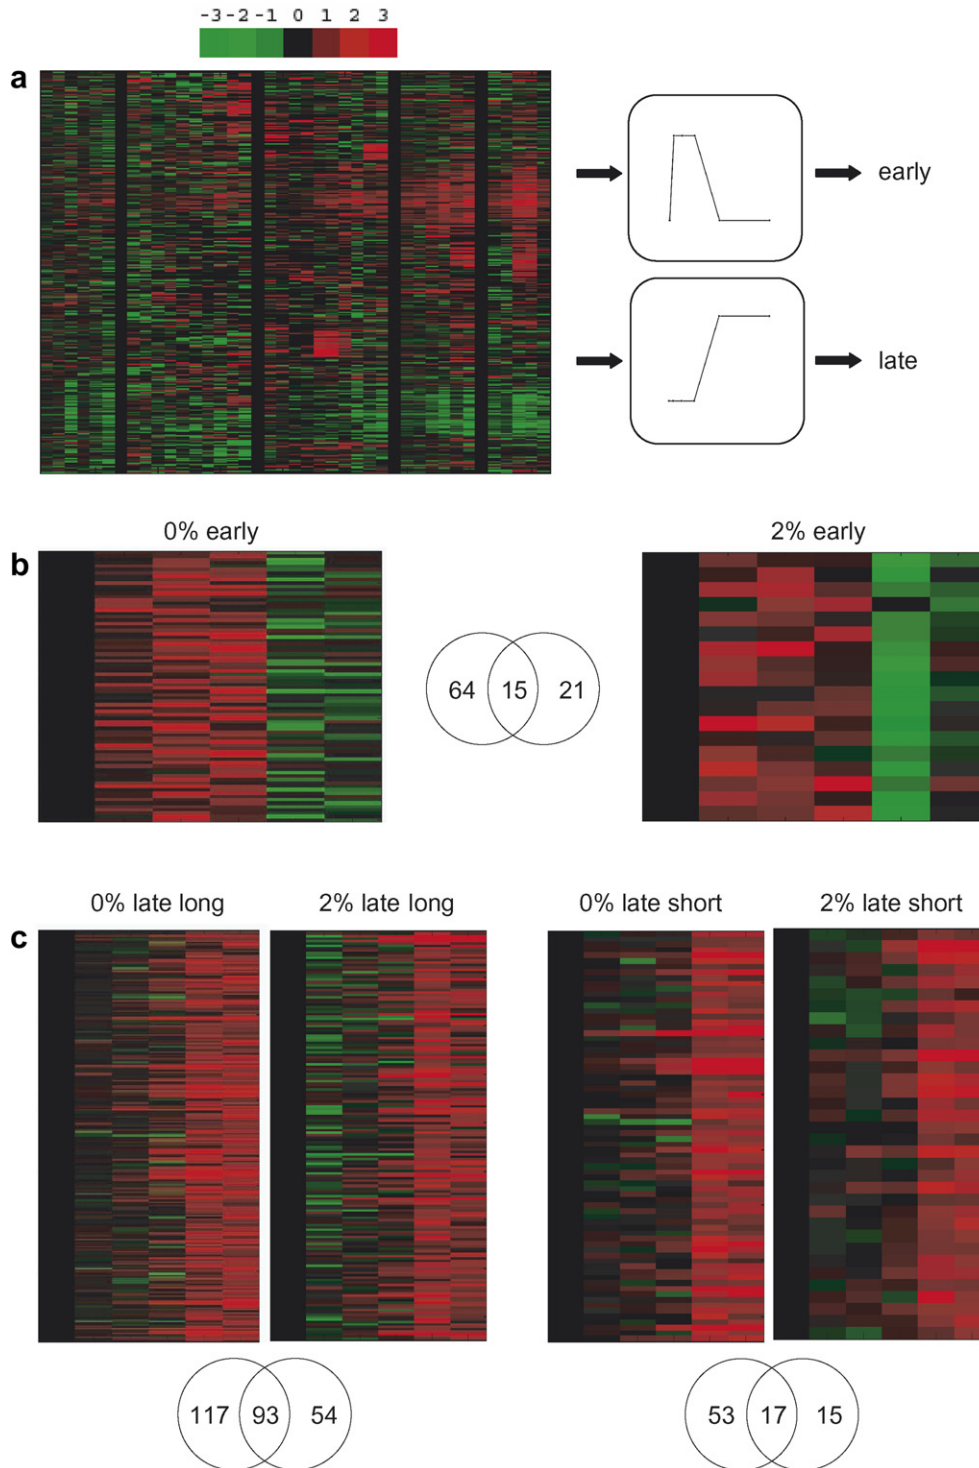 -3 -2 -1 0 1 2 3
a
early
late
0% early
2% early
b
64 15 21
0% late long
2% late long
0% late short
2% late short
c
117 93 54
53 17 15